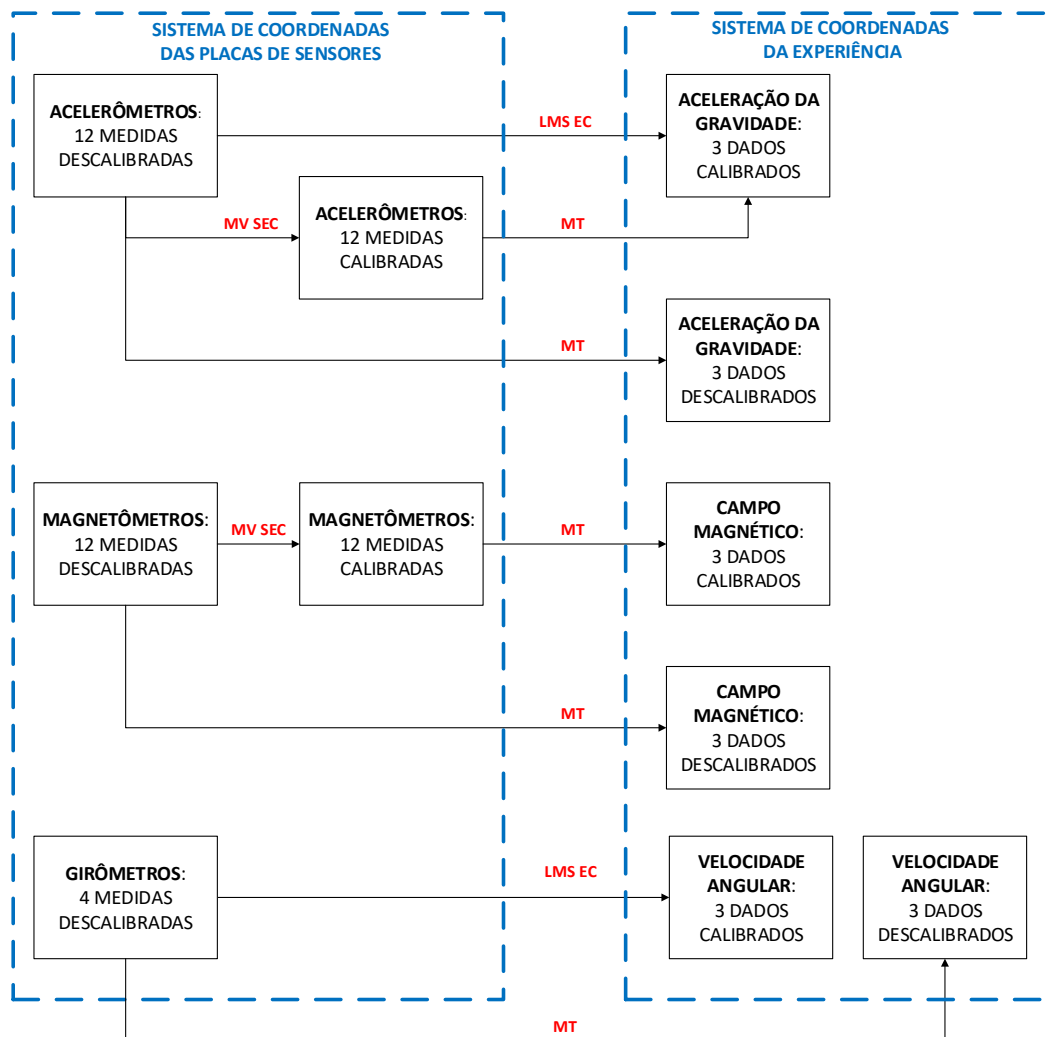 SISTEMA DE COORDENADAS
DAS PLACAS DE SENSORES
SISTEMA DE COORDENADAS
DA EXPERIÊNCIA
ACELERÔMETROS:
12 MEDIDAS
DESCALIBRADAS
LMS EC
ACELERAÇÃO DA
GRAVIDADE:
3 DADOS
CALIBRADOS
MV SEC
ACELERÔMETROS:
12 MEDIDAS
CALIBRADAS
MT
MT
ACELERAÇÃO DA
GRAVIDADE:
3 DADOS
DESCALIBRADOS
MAGNETÔMETROS:
12 MEDIDAS
DESCALIBRADAS
MV SEC
MAGNETÔMETROS:
12 MEDIDAS
CALIBRADAS
MT
CAMPO
MAGNÉTICO:
3 DADOS
CALIBRADOS
MT
CAMPO
MAGNÉTICO:
3 DADOS
DESCALIBRADOS
GIRÔMETROS:
4 MEDIDAS
DESCALIBRADAS
LMS EC
VELOCIDADE
ANGULAR:
3 DADOS
CALIBRADOS
VELOCIDADE
ANGULAR:
3 DADOS
DESCALIBRADOS
MT